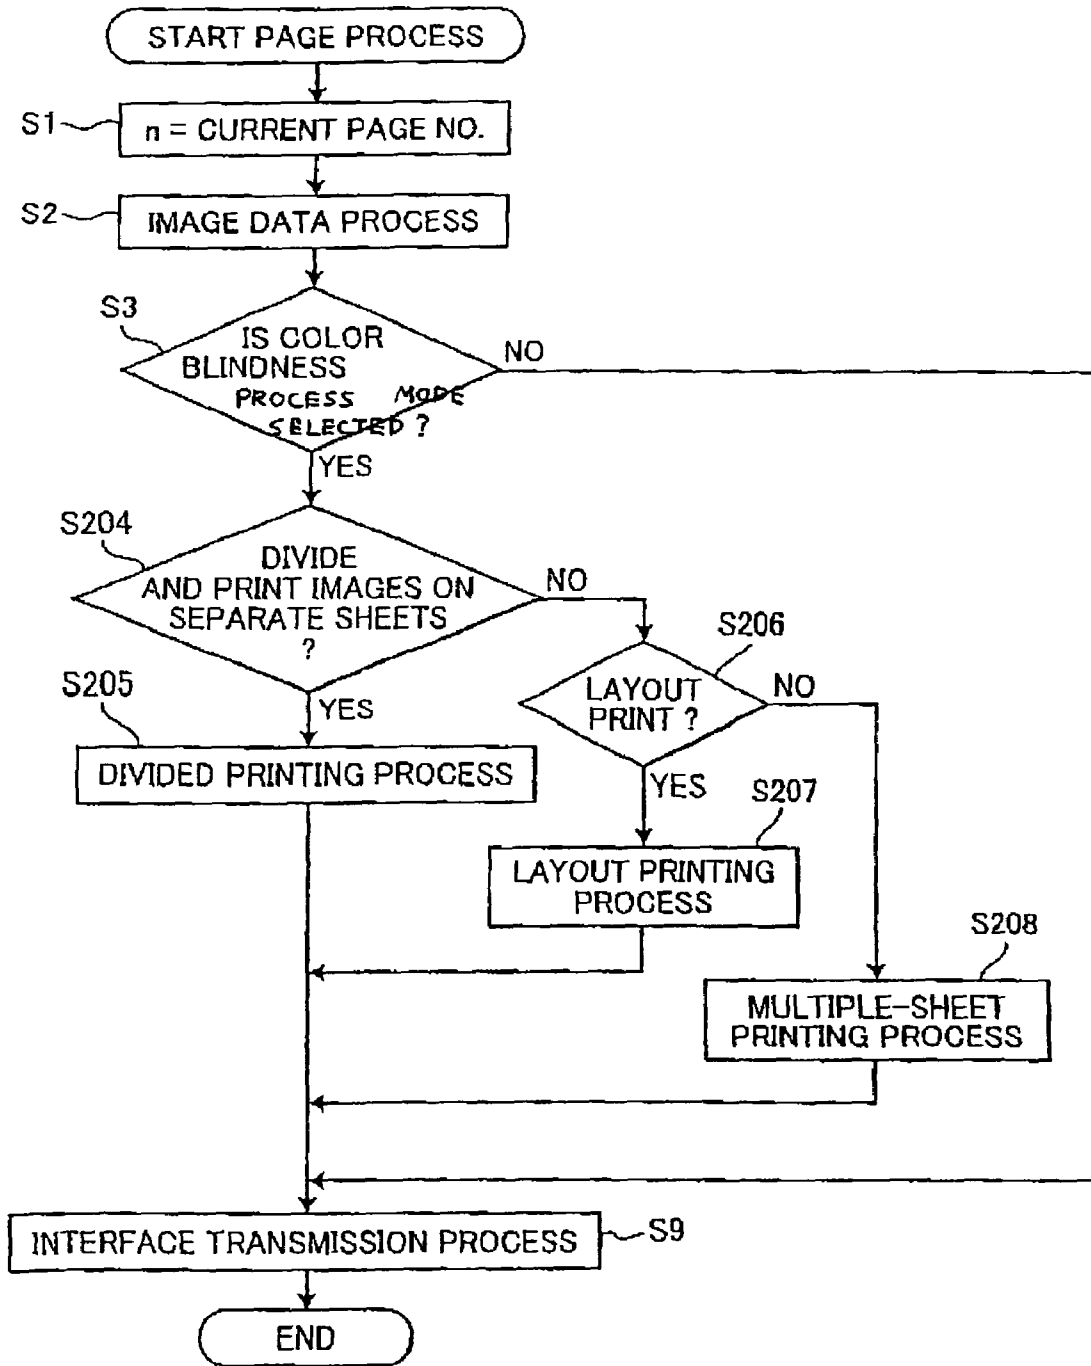 START PAGE PROCESS
S1
n = CURRENT PAGE NO.
S2
IMAGE DATA PROCESS
S3
IS COLOR
BLINDNESS
PROCESS MODE
SELECTED ?
NO
YES
S204
DIVIDE
AND PRINT IMAGES ON
SEPARATE SHEETS
?
NO
YES
S206
LAYOUT
PRINT ?
NO
YES
S205
DIVIDED PRINTING PROCESS
S207
LAYOUT PRINTING
PROCESS
S208
MULTIPLE-SHEET
PRINTING PROCESS
INTERFACE TRANSMISSION PROCESS
S9
END